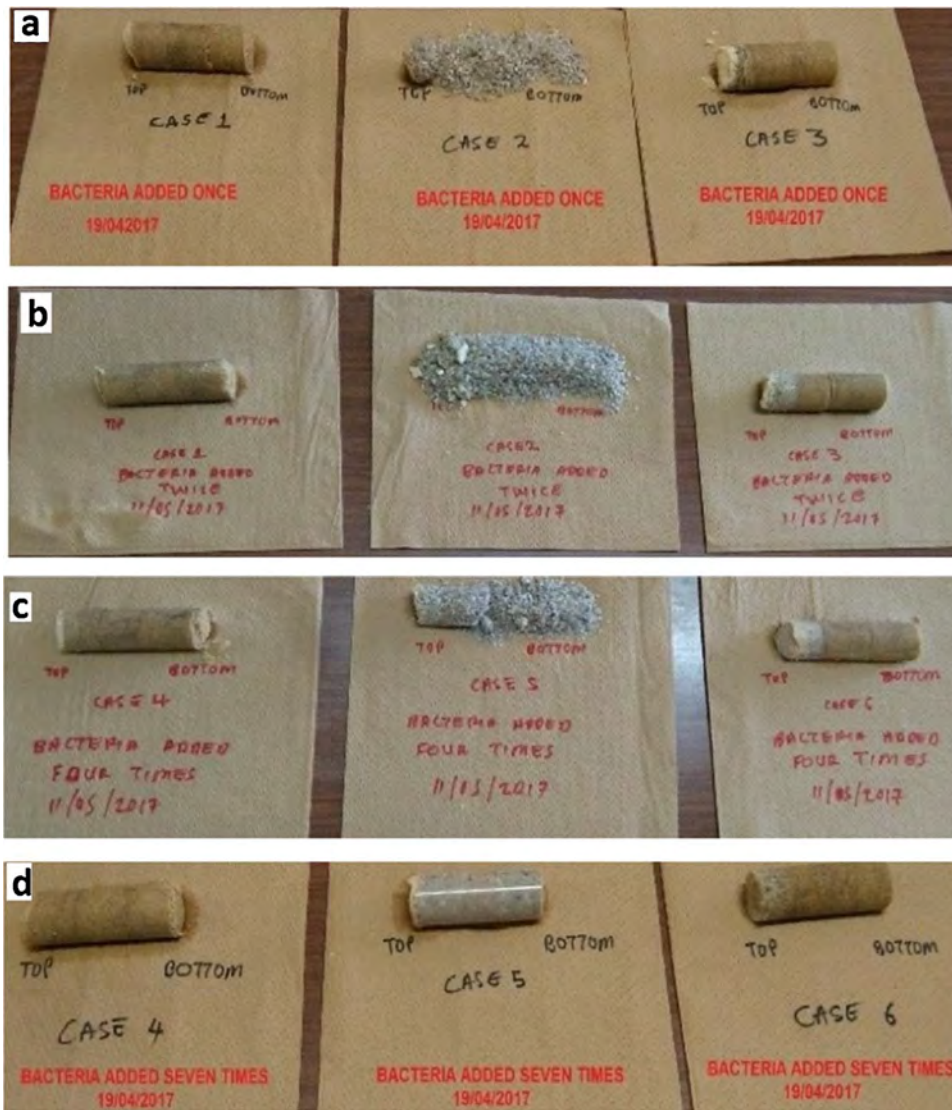 a
TOP BOTTOM
CASE 1
BACTERIA ADDED ONCE
19/042017
TOP BOTTOM
CASE 2
BACTERIA ADDED ONCE
19/04/2017
TOP BOTTOM
CASE 3
BACTERIA ADDED ONCE
19/04/2017
b
TOP BOTTOM
CASE 1
BACTERIA ADDED
TWICE
11/05/2017
BOTTOM
CASE 2
BACTERIA ADDED
TWICE
11/05/2017
TOP BOTTOM
CASE 3
BACTERIA ADDED
TWICE
11/05/2017
c
TOP BOTTOM
CASE 4
BACTERIA ADDED
FOUR TIMES
11/05/2017
TOP BOTTOM
CASE 5
BACTERIA ADDED
FOUR TIMES
11/05/2017
TOP BOTTOM
CASE 6
BACTERIA ADDED
FOUR TIMES
11/05/2017
d
TOP BOTTOM
CASE 4
BACTERIA ADDED SEVEN TIMES
19/04/2017
TOP BOTTOM
CASE 5
BACTERIA ADDED SEVEN TIMES
19/04/2017
TOP BOTTOM
CASE 6
BACTERIA ADDED SEVEN TIMES
19/04/2017